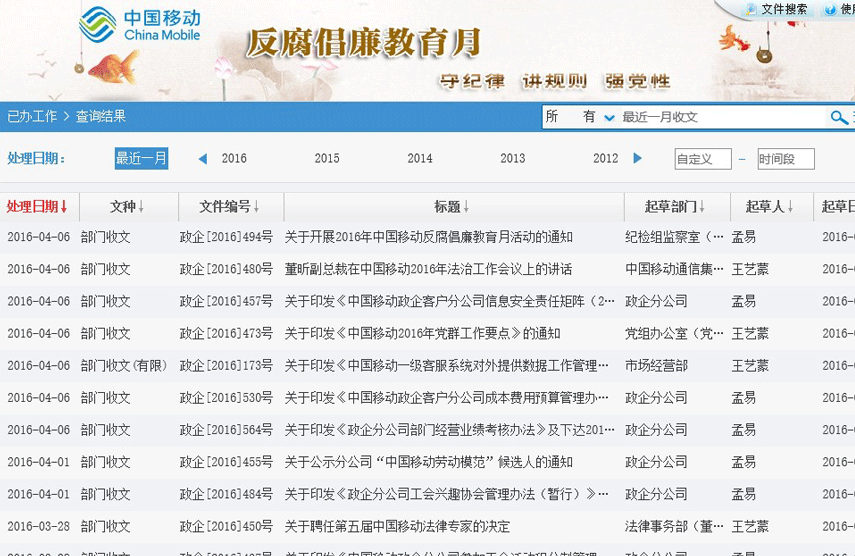 中国移动
China Mobile
反腐倡廉教育月
守纪律 讲规则 强党性
文件搜索
已办工作 > 查询结果
所 有 最近一月收文
处理日期： 最近一月 ◀ 2016 2015 2014 2013 2012 ▶ 自定义 – 时间段
处理日期↓ 文种↓ 文件编号↓ 标题↓ 起草部门↓ 起草人↓ 起草日
2016-04-06 部门收文 政企[2016]494号 关于开展2016年中国移动反腐倡廉教育月活动的通知 纪检组监察室（… 孟易 2016-
2016-04-06 部门收文 政企[2016]480号 董昕副总裁在中国移动2016年法治工作会议上的讲话 中国移动通信集… 王艺蒙 2016-
2016-04-06 部门收文 政企[2016]457号 关于印发《中国移动政企客户分公司信息安全责任矩阵（2… 政企分公司 孟易 2016-
2016-04-06 部门收文 政企[2016]473号 关于印发《中国移动2016年党群工作要点》的通知 党组办公室（党… 王艺蒙 2016-
2016-04-06 部门收文(有限) 政企[2016]173号 关于印发《中国移动一级客服系统对外提供数据工作管理… 市场经营部 王艺蒙 2016-
2016-04-06 部门收文 政企[2016]530号 关于印发《中国移动政企客户分公司成本费用预算管理办… 政企分公司 孟易 2016-
2016-04-06 部门收文 政企[2016]564号 关于印发《政企分公司部门经营业绩考核办法》及下达201… 政企分公司 孟易 2016-
2016-04-01 部门收文 政企[2016]455号 关于公示分公司“中国移动劳动模范”候选人的通知 政企分公司 孟易 2016-
2016-04-01 部门收文 政企[2016]484号 关于印发《政企分公司工会兴趣协会管理办法（暂行）》… 政企分公司 孟易 2016-
2016-03-28 部门收文 政企[2016]450号 关于聘任第五届中国移动法律专家的决定 法律事务部（董… 王艺蒙 2016-